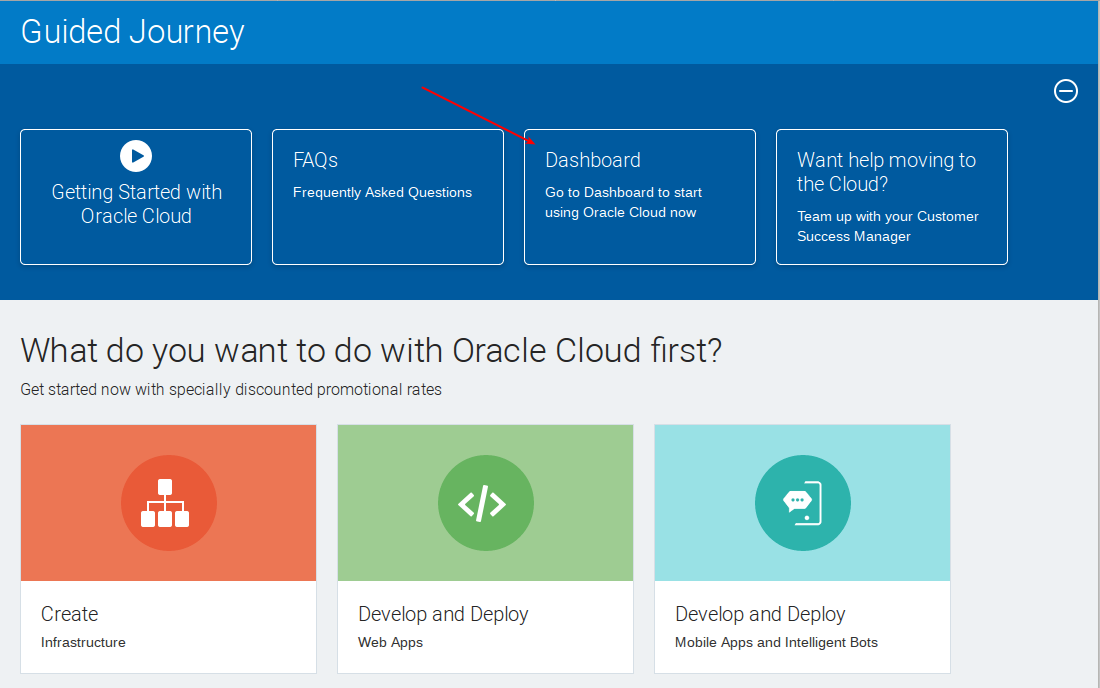 Guided Journey
Getting Started with
Oracle Cloud
FAQs
Frequently Asked Questions
Dashboard
Go to Dashboard to start
using Oracle Cloud now
Want help moving to
the Cloud?
Team up with your Customer
Success Manager
What do you want to do with Oracle Cloud first?
Get started now with specially discounted promotional rates
Create
Infrastructure
Develop and Deploy
Web Apps
Develop and Deploy
Mobile Apps and Intelligent Bots